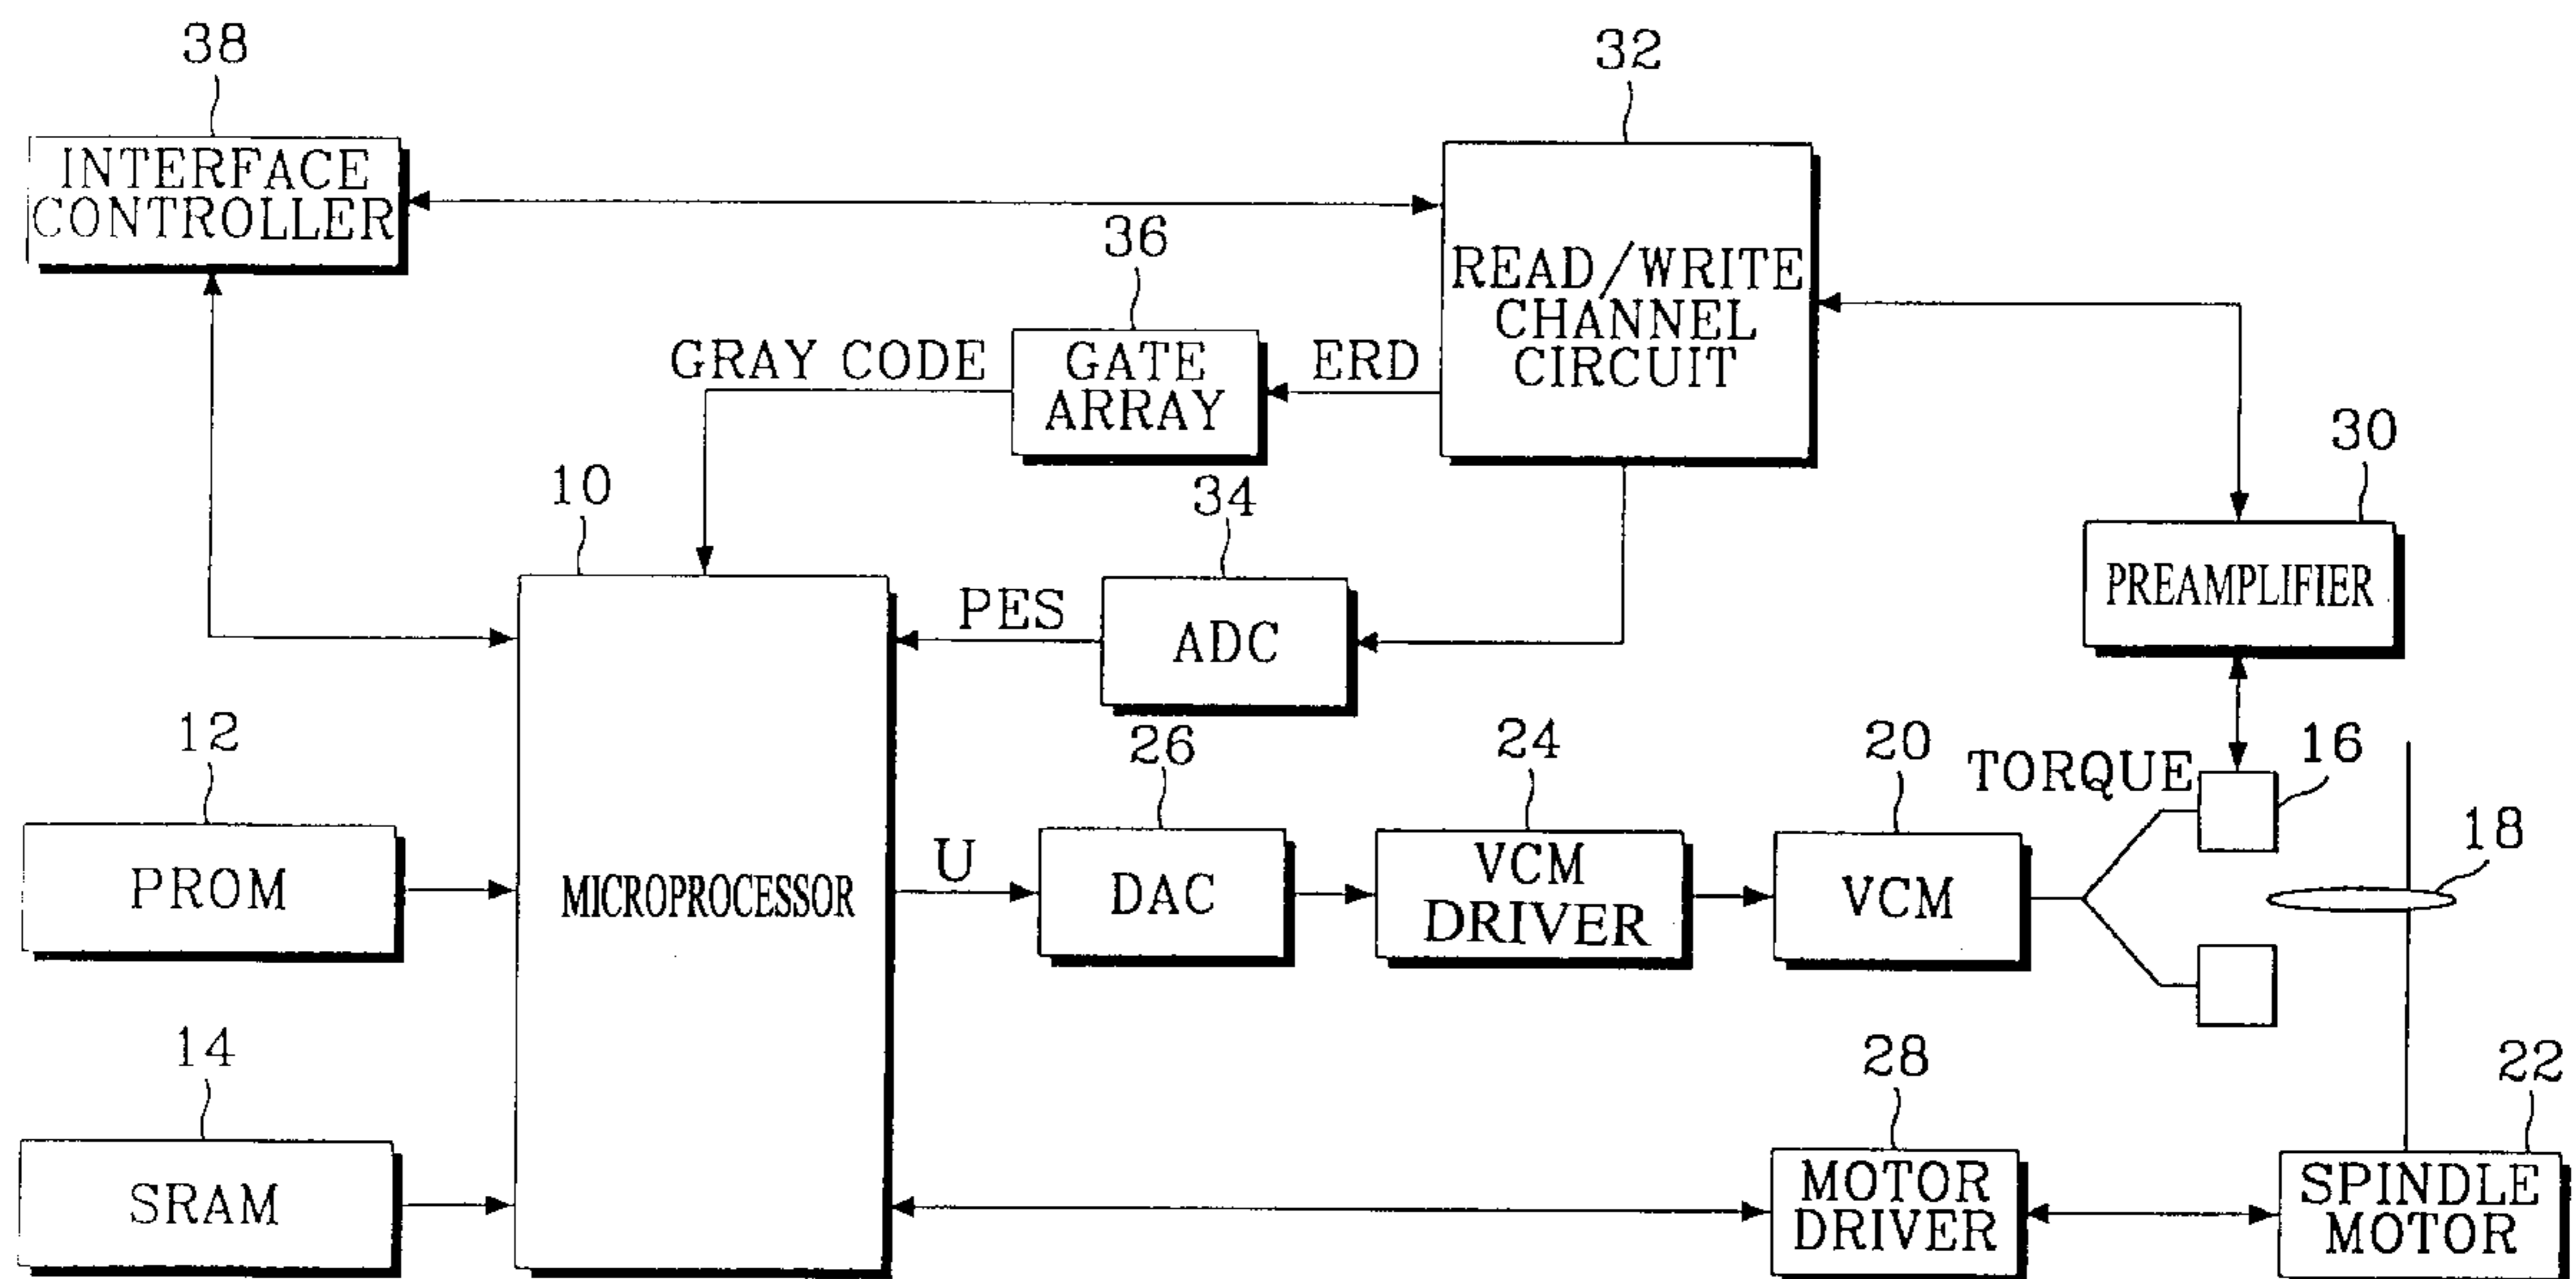 38
32
INTERFACE
CONTROLLER
36
READ/WRITE
CHANNEL
CIRCUIT
GRAY CODE
GATE
ARRAY
ERD
30
10
34
PREAMPLIFIER
PES
ADC
12
26
24
20
TORQUE
16
18
PROM
MICROPROCESSOR
U
DAC
VCM
DRIVER
VCM
14
28
22
SRAM
MOTOR
DRIVER
SPINDLE
MOTOR